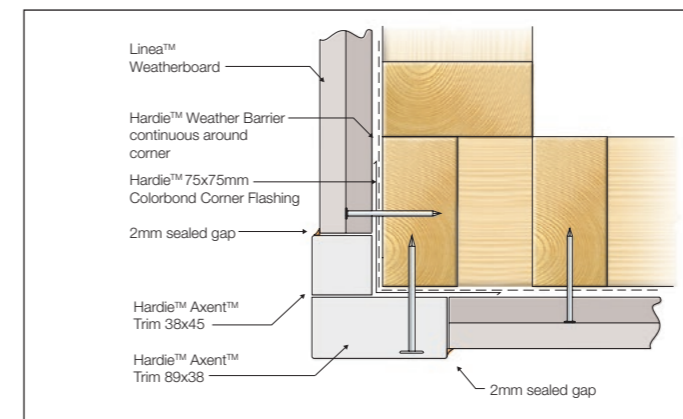 Linea™
Weatherboard
Hardie™ Weather Barrier
continuous around
corner
Hardie™ 75x75mm
Colorbond Corner Flashing
2mm sealed gap
Hardie™ Axent™
Trim 38x45
Hardie™ Axent™
Trim 89x38
2mm sealed gap